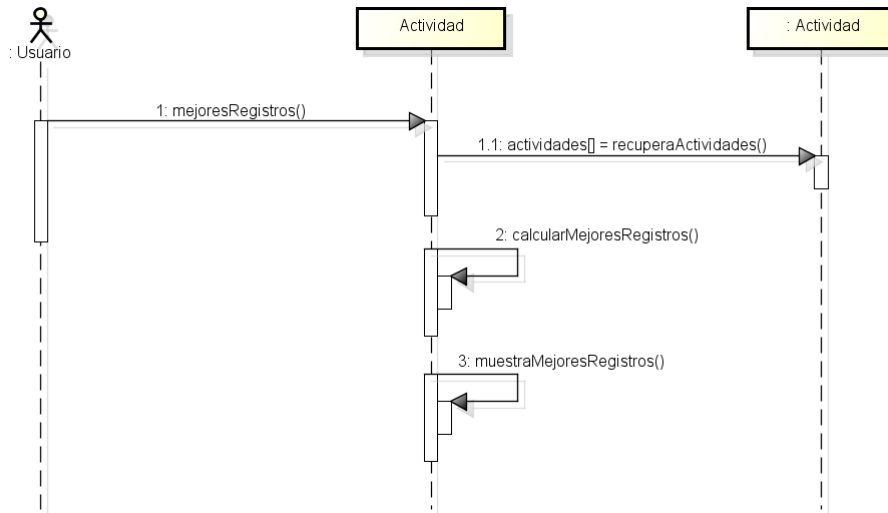 : Usuario
Actividad
: Actividad
1: mejoresRegistros()
1.1: actividades[] = recuperaActividades()
2: calcularMejoresRegistros()
3: muestraMejoresRegistros()